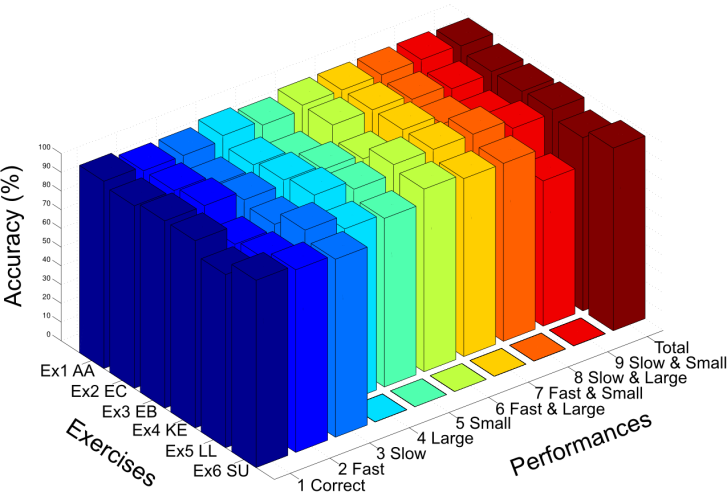 100
90
80
70
60
50
40
30
20
10
0
Accuracy (%)
Ex1 AA
Ex2 EC
Ex3 EB
Ex4 KE
Ex5 LL
Ex6 SU
Exercises
1 Correct
2 Fast
3 Slow
4 Large
5 Small
6 Fast & Large
7 Fast & Small
8 Slow & Large
9 Slow & Small
Total
Performances